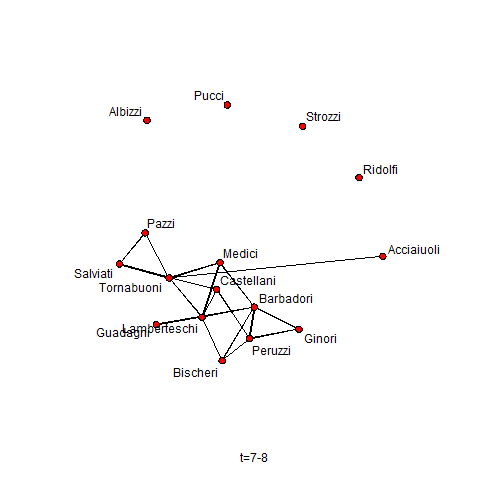 Pucci
Albizzi
Strozzi
Ridolfi
Pazzi
Acciaiuoli
Medici
Salviati
Tornabuoni
Castellani
Barbadori
Lamberteschi
Guadagni
Ginori
Peruzzi
Bischeri
t=7-8